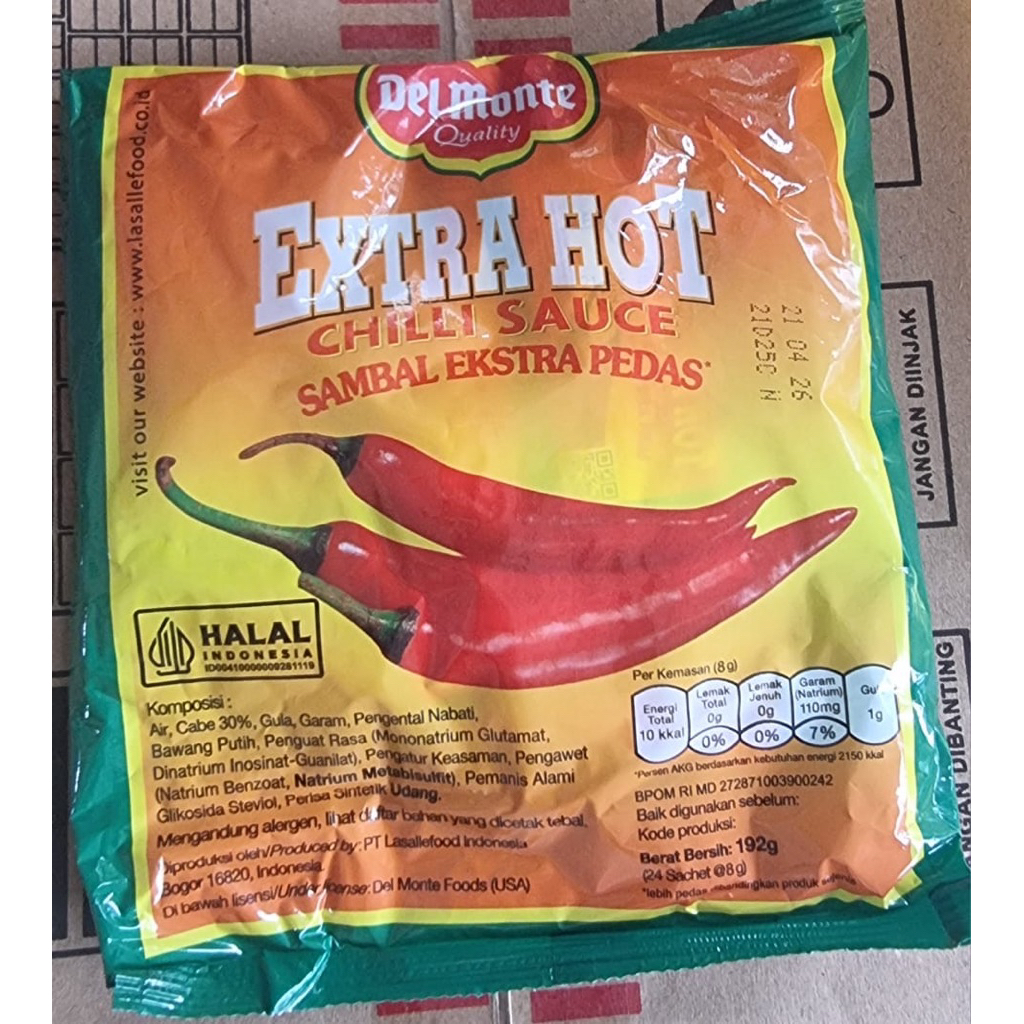 Del Monte
Quality
EXTRA HOT
CHILLI SAUCE
SAMBAL EKSTRA PEDAS*
visit our website : www.lasallefood.co.id
21 04 26
HALAL
INDONESIA
ID00410000009281119
Komposisi :
Air, Cabe 30%, Gula, Garam, Pengental Nabati,
Bawang Putih, Penguat Rasa (Mononatrium Glutamat,
Dinatrium Inosinat-Guanilat), Pengatur Keasaman, Pengawet
(Natrium Benzoat, Natrium Metabisulfit), Pemanis Alami
Glikosida Steviol, Perisa Sintetik Udang.
Mengandung alergen, lihat daftar bahan yang dicetak tebal.
Diproduksi oleh/Produced by: PT Lasallefood Indonesia
Bogor 16820, Indonesia.
Di bawah lisensi/Under license: Del Monte Foods (USA)
Per Kemasan (8 g)
Energi
Total
10 kkal
Lemak
Total
0g
0%
Lemak
Jenuh
0g
0%
Garam
(Natrium)
110mg
7%
1g
*Persen AKG berdasarkan kebutuhan energi 2150 kkal
BPOM RI MD 272871003900242
Baik digunakan sebelum:
Kode produksi:
Berat Bersih: 192g
(24 Sachet @8g)
*lebih pedas dibandingkan produk
JANGAN DIINJAK
DIBANTING